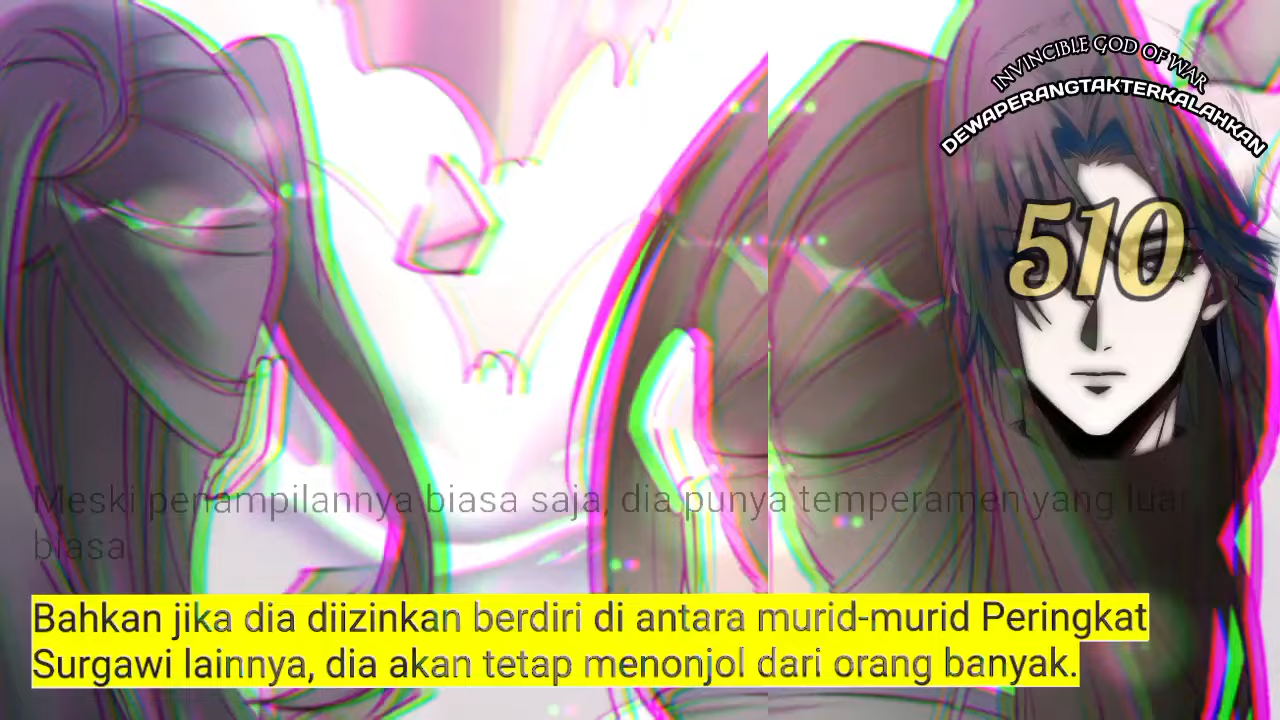 INVINCIBLE GOD OF WAR
DEWAPERANGTAKTERKALAHKAN
510
Meski penampilannya biasa saja, dia punya temperamen yang luar
biasa.
Bahkan jika dia diizinkan berdiri di antara murid-murid Peringkat
Surgawi lainnya, dia akan tetap menonjol dari orang banyak.